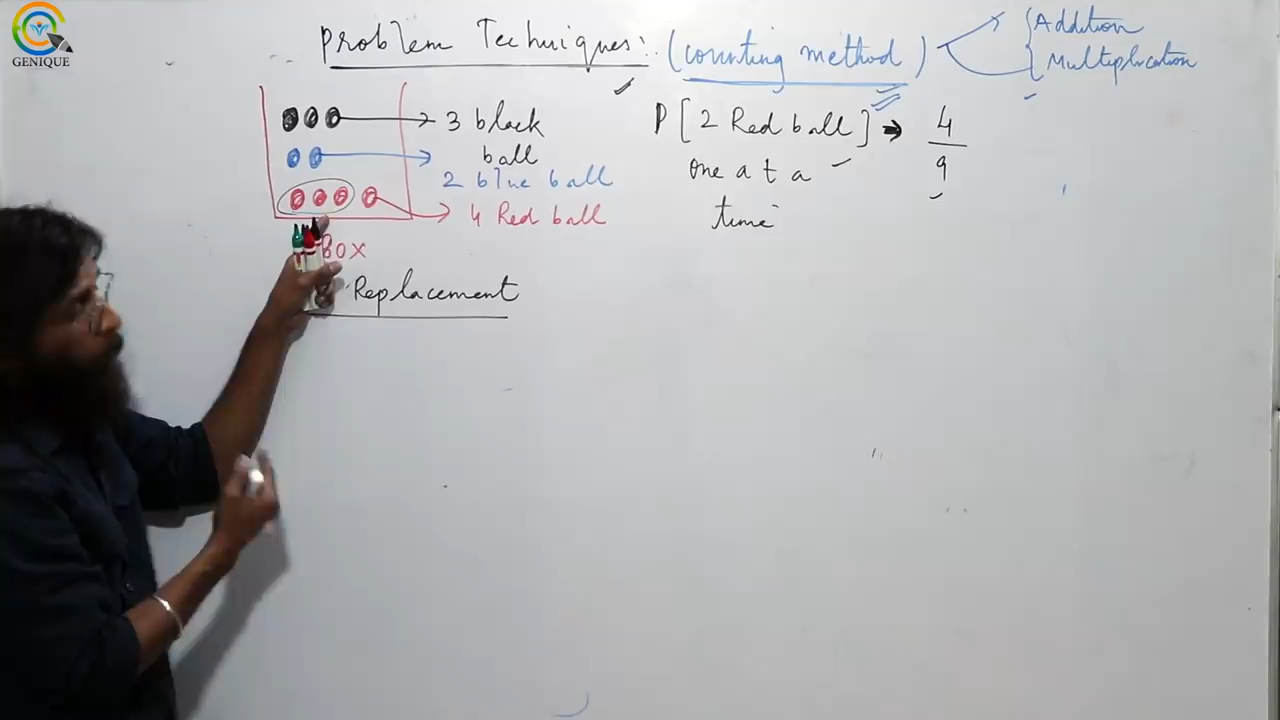 GENIQUE
Problem Techniques: (counting method)
Addition
Multiplication
3 black
ball
2 blue ball
4 Red ball
Box
Replacement
P [2 Red ball] → 4
9
one at a
time